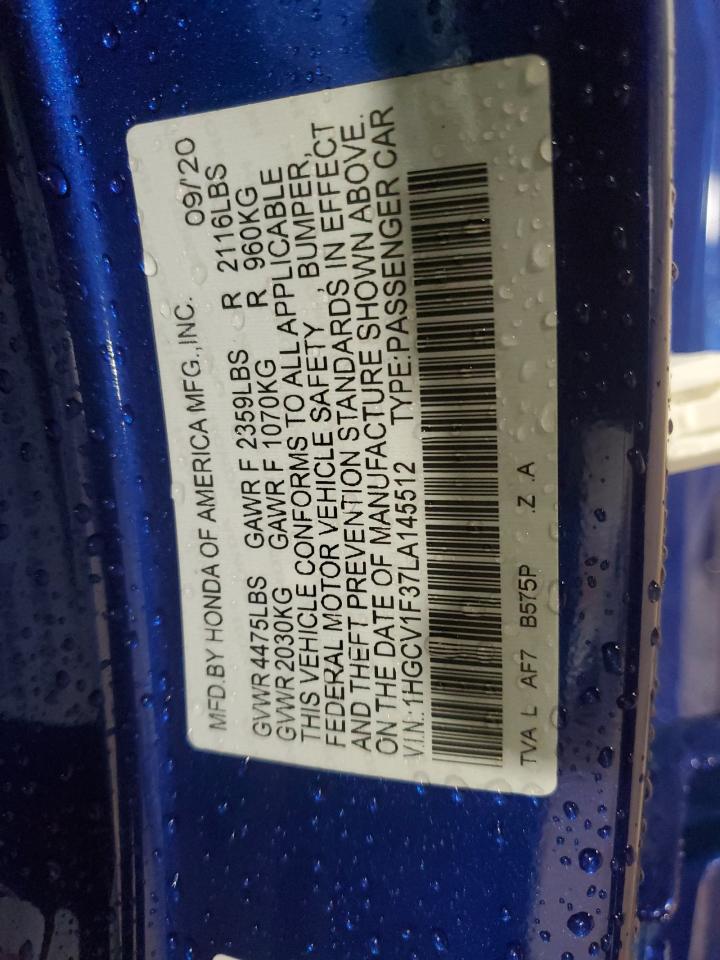 MFD. BY HONDA OF AMERICA MFG., INC. 09/'20
GVWR 4475LBS GAWR F 2359LBS R 2116LBS
GVWR 2030KG GAWR F 1070KG R 960KG
THIS VEHICLE CONFORMS TO ALL APPLICABLE
FEDERAL MOTOR VEHICLE SAFETY, BUMPER,
AND THEFT PREVENTION STANDARDS, IN EFFECT
ON THE DATE OF MANUFACTURE SHOWN ABOVE.
V.I.N.: 1HGCV1F37LA145512 TYPE:PASSENGER CAR
TVA L AF7 B575P .Z .A